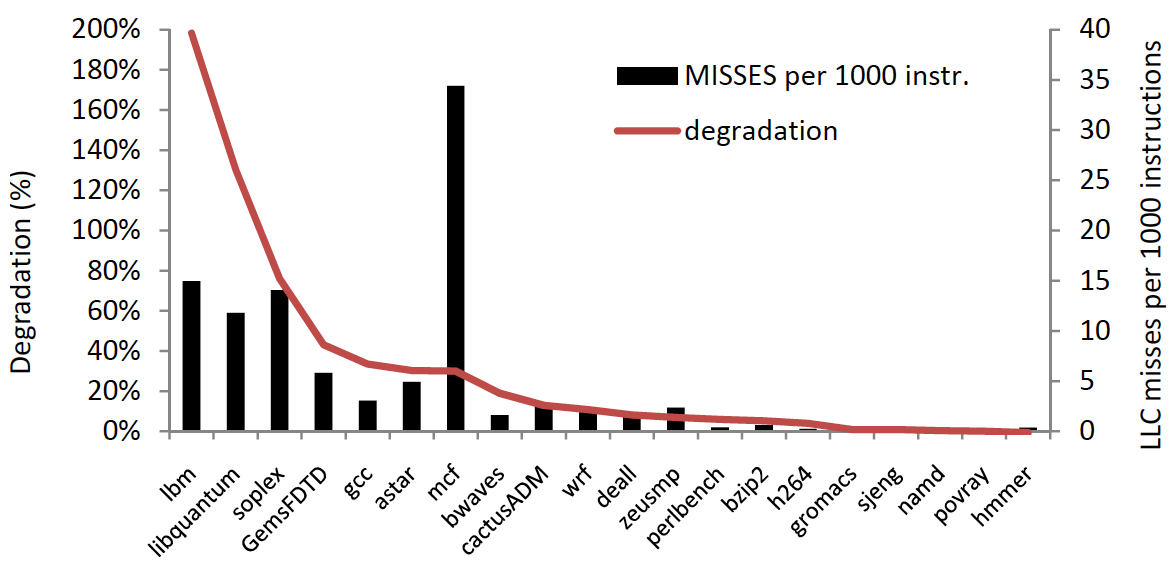 200%
180%
160%
140%
120%
100%
80%
60%
40%
20%
0%
Degradation (%)
MISSES per 1000 instr.
degradation
40
35
30
25
20
15
10
5
0
LLC misses per 1000 instructions
lbm
libquantum
soplex
GemsFDTD
gcc
astar
mcf
bwaves
cactusADM
wrf
deall
zeusmp
perlbench
bzip2
h264
gromacs
sjeng
namd
povray
hmmer